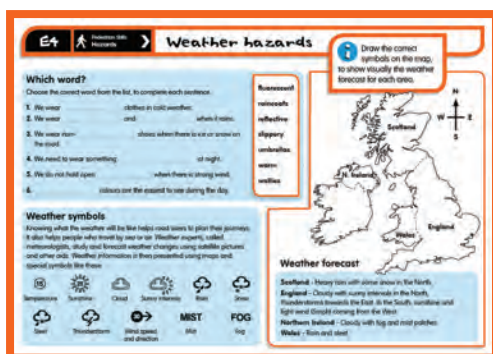 E4
Pedestrian Skills
Hazards
Weather hazards
Draw the correct
symbols on the map,
to show visually the weather
forecast for each area.
Which word?
Choose the correct word from the list, to complete each sentence.
1. We wear clothes in cold weather.
2. We wear and when it rains.
3. We wear non- shoes when there is ice or snow on
the road.
4. We need to wear something at night.
5. We do not hold open when there is strong wind.
6. colours are the easiest to see during the day.
fluorescent
raincoats
reflective
slippery
umbrellas
warm
wellies
N
W
E
S
Scotland
N. Ireland
Wales
England
Weather symbols
Knowing what the weather will be like helps road users to plan their journeys.
It also helps people who travel by sea or air. Weather experts, called
meteorologists, study and forecast weather changes using satellite pictures
and other aids. Weather information is then presented using maps and
special symbols like these:
Temperature
Sunshine
Cloud
Sunny intervals
Rain
Snow
Sleet
Thunderstorm
Wind speed
and direction
MIST
Mist
FOG
Fog
Weather forecast
Scotland - Heavy rain with some snow in the North.
England - Cloudy with sunny intervals in the North,
thunderstorms towards the East. In the South, sunshine and
light wind (5mph) coming from the West.
Northern Ireland - Cloudy with fog and mist patches.
Wales - Rain and sleet.